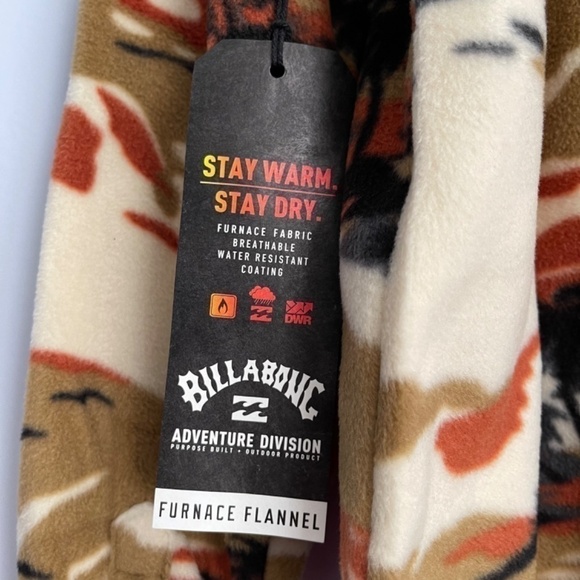 STAY WARM.
STAY DRY.
FURNACE FABRIC
BREATHABLE
WATER RESISTANT
COATING
DWR
BILLABONG
ADVENTURE DIVISION
PURPOSE BUILT • OUTDOOR PRODUCT
FURNACE FLANNEL